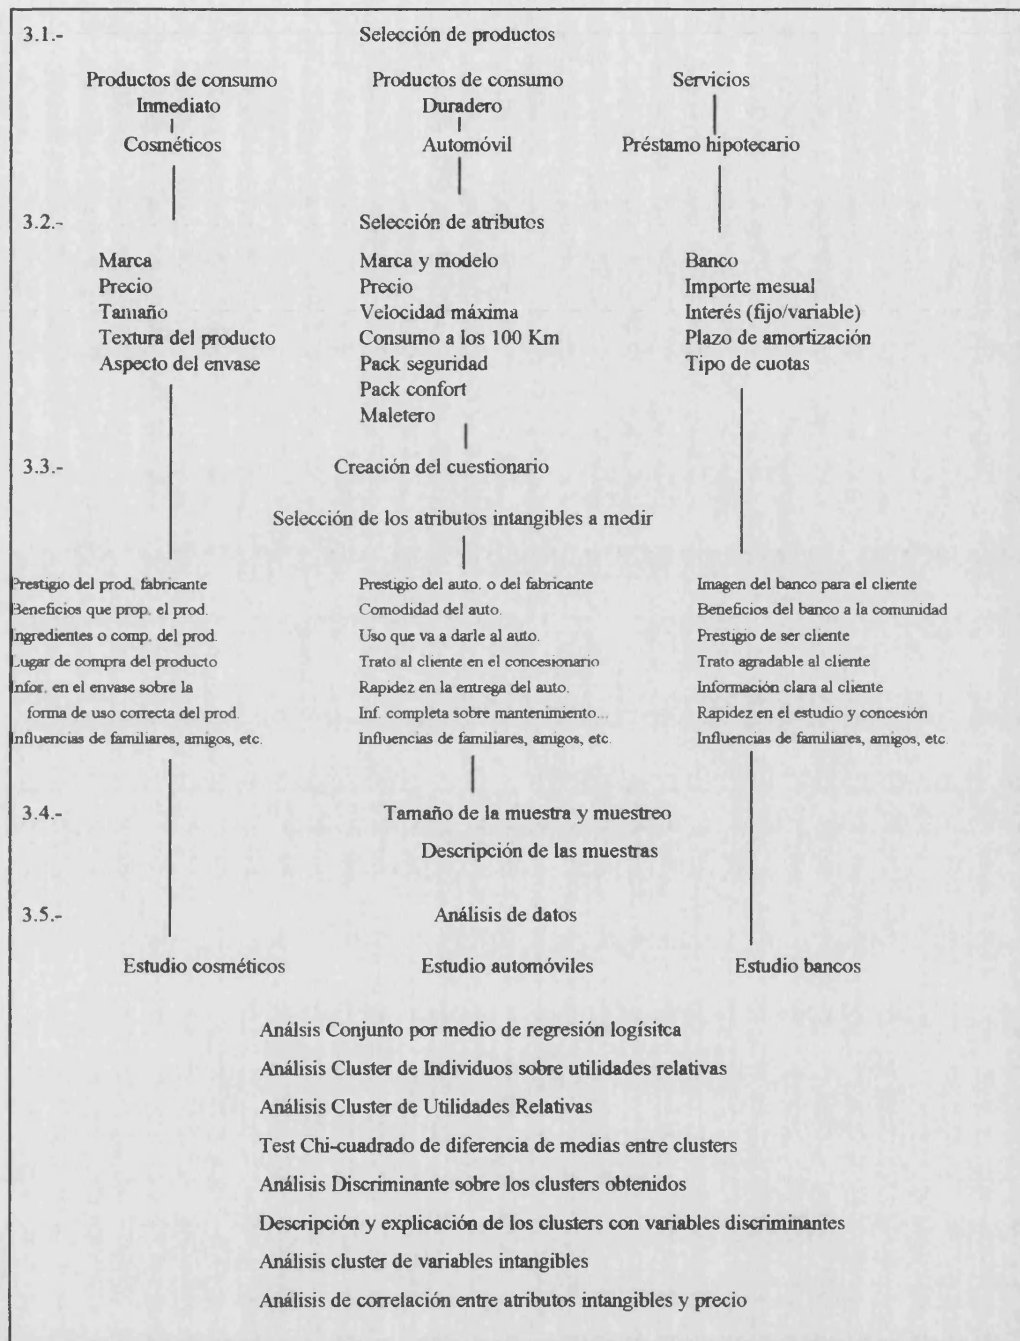 3.1.- Selección de productos
Productos de consumo Productos de consumo Servicios
Inmediato Duradero
Cosméticos Automóvil Préstamo hipotecario
3.2.- Selección de atributos
Marca Marca y modelo Banco
Precio Precio Importe mesual
Tamaño Velocidad máxima Interés (fijo/variable)
Textura del producto Consumo a los 100 Km Plazo de amortización
Aspecto del envase Pack seguridad Tipo de cuotas
Pack confort
Maletero
3.3.- Creación del cuestionario
Selección de los atributos intangibles a medir
Prestigio del prod. fabricante Prestigio del auto. o del fabricante Imagen del banco para el cliente
Beneficios que prop. el prod. Comodidad del auto. Beneficios del banco a la comunidad
Ingredientes o comp. del prod. Uso que va a darle al auto. Prestigio de ser cliente
Lugar de compra del producto Trato al cliente en el concesionario Trato agradable al cliente
Infor. en el envase sobre la Rapidez en la entrega del auto. Información clara al cliente
forma de uso correcta del prod. Inf. completa sobre mantenimiento... Rapidez en el estudio y concesión
Influencias de familiares, amigos, etc. Influencias de familiares, amigos, etc. Influencias de familiares, amigos, etc
3.4.- Tamaño de la muestra y muestreo
Descripción de las muestras
3.5.- Análisis de datos
Estudio cosméticos Estudio automóviles Estudio bancos
Análsis Conjunto por medio de regresión logísitca
Análisis Cluster de Individuos sobre utilidades relativas
Análisis Cluster de Utilidades Relativas
Test Chi-cuadrado de diferencia de medias entre clusters
Análisis Discriminante sobre los clusters obtenidos
Descripción y explicación de los clusters con variables discriminantes
Análisis cluster de variables intangibles
Análisis de correlación entre atributos intangibles y precio